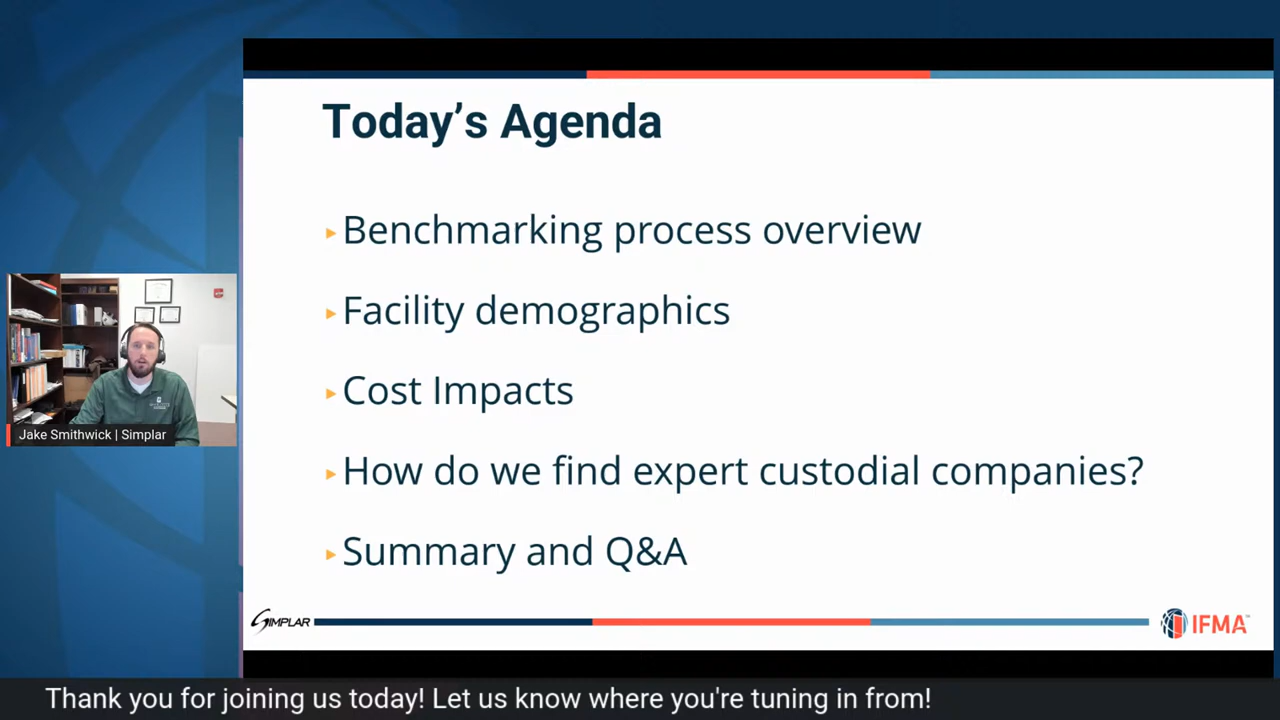 Today's Agenda
Benchmarking process overview
Facility demographics
Cost Impacts
How do we find expert custodial companies?
Summary and Q&A
Jake Smithwick | Simplar
SIMPLAR
IFMA™
Thank you for joining us today! Let us know where you're tuning in from!